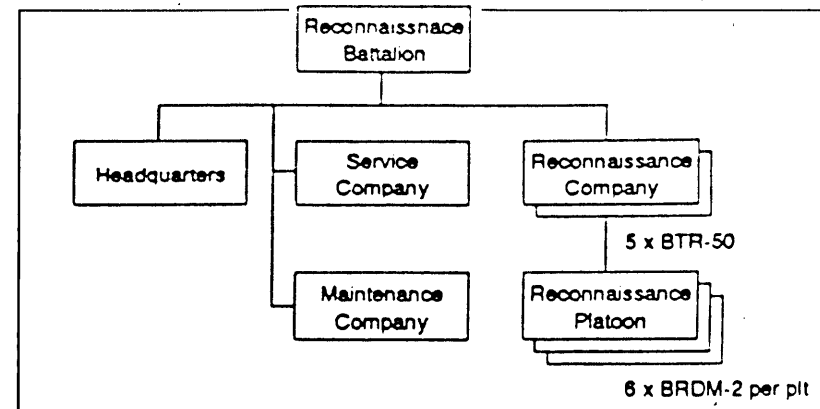 Reconnaissnace
Battalion
Headquarters
Service
Company
Reconnaissance
Company
5 x BTR-50
Maintenance
Company
Reconnaissance
Platoon
6 x BRDM-2 per plt